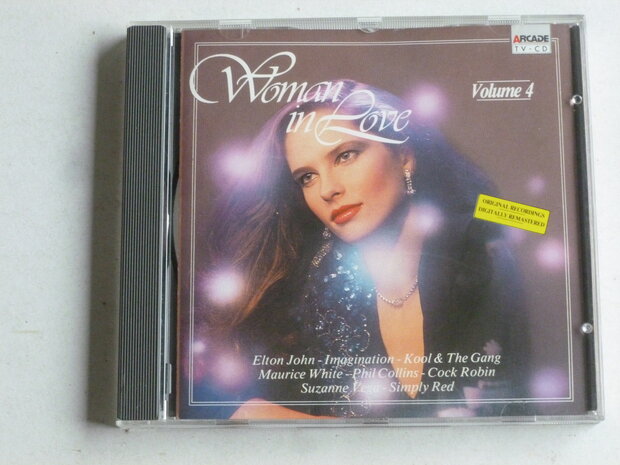 ARCADE
TV-CD
Woman
in Love
Volume 4
ORIGINAL RECORDINGS
DIGITALLY REMASTERED
Elton John - Imagination - Kool & The Gang
Maurice White - Phil Collins - Cock Robin
Suzanne Vega - Simply Red